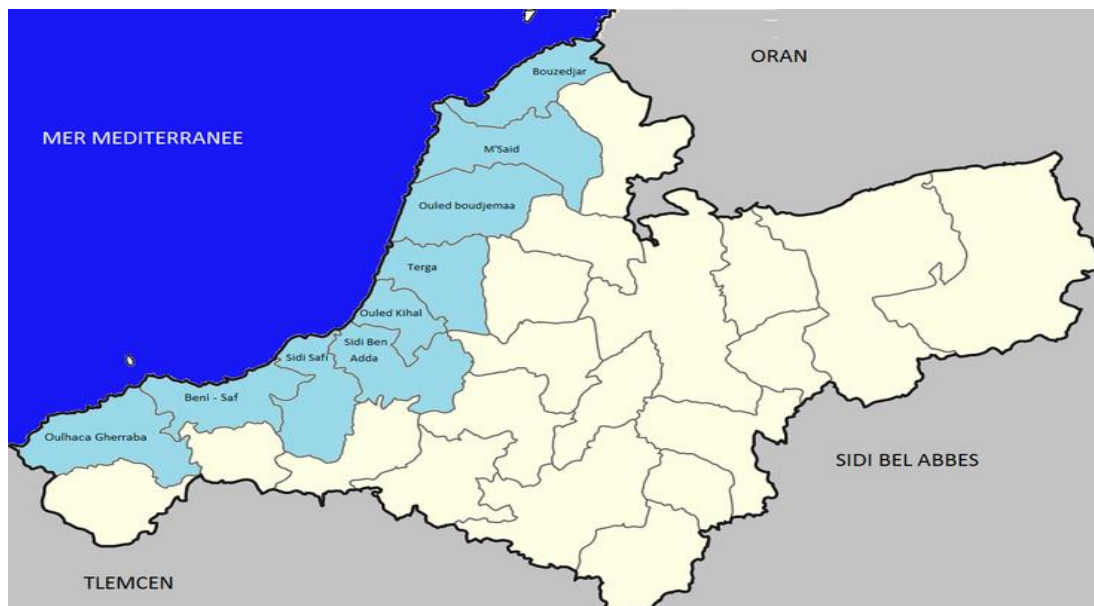 ORAN
Bouzedjar
MER MEDITERRANEE
M'Said
Ouled boudjemaa
Terga
Ouled Kihal
Sidi Ben
Adda
Sidi Safi
Beni - Saf
Oulhaca Gherraba
SIDI BEL ABBES
TLEMCEN